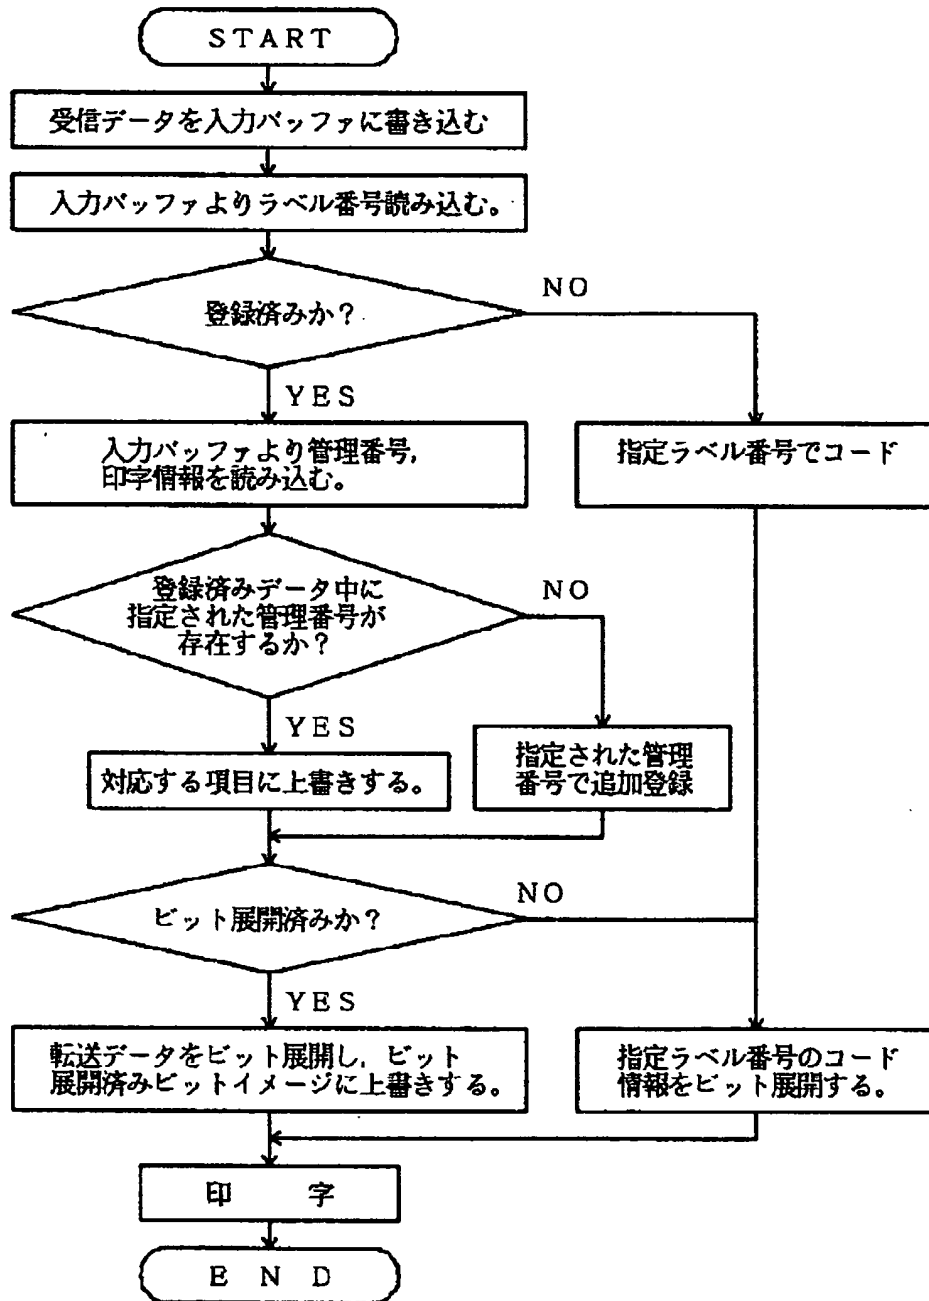 START
受信データを入力バッファに書き込む
入力バッファよりラベル番号読み込む。
登録済みか？
NO
YES
入力バッファより管理番号,
印字情報を読み込む。
指定ラベル番号でコード
登録済みデータ中に
指定された管理番号が
存在するか？
NO
YES
対応する項目に上書きする。
指定された管理
番号で追加登録
ビット展開済みか？
NO
YES
転送データをビット展開し, ビット
展開済みビットイメージに上書きする。
指定ラベル番号のコード
情報をビット展開する。
印 字
END